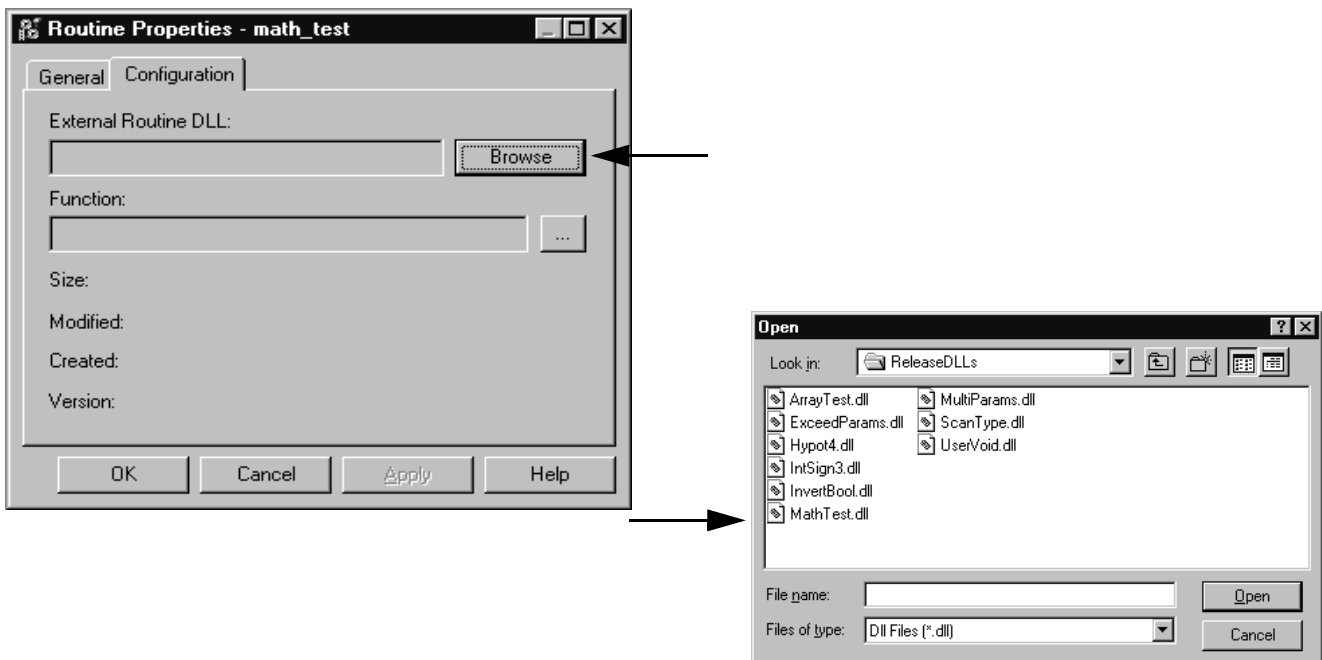 Routine Properties - math_test
General Configuration
External Routine DLL:
Browse
Function:
...
Size:
Modified:
Created:
Version:
OK Cancel Apply Help
Open
Look in: ReleaseDLLs
ArrayTest.dll MultiParams.dll
ExceedParams.dll ScanType.dll
Hypot4.dll UserVoid.dll
IntSign3.dll
InvertBool.dll
MathTest.dll
File name: Open
Files of type: Dll Files (*.dll) Cancel